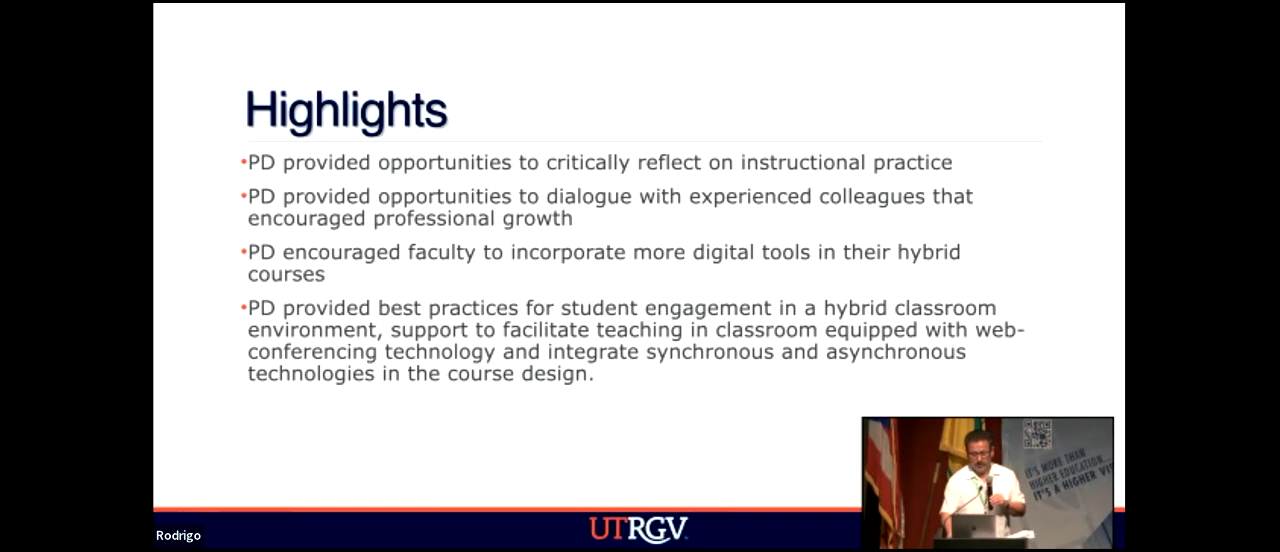 Highlights
•PD provided opportunities to critically reflect on instructional practice
•PD provided opportunities to dialogue with experienced colleagues that
encouraged professional growth
•PD encouraged faculty to incorporate more digital tools in their hybrid
courses
•PD provided best practices for student engagement in a hybrid classroom
environment, support to facilitate teaching in classroom equipped with web-
conferencing technology and integrate synchronous and asynchronous
technologies in the course design.
IT'S MORE THAN
HIGHER EDUCATION...
IT'S A HIGHER
Rodrigo
UTRGV